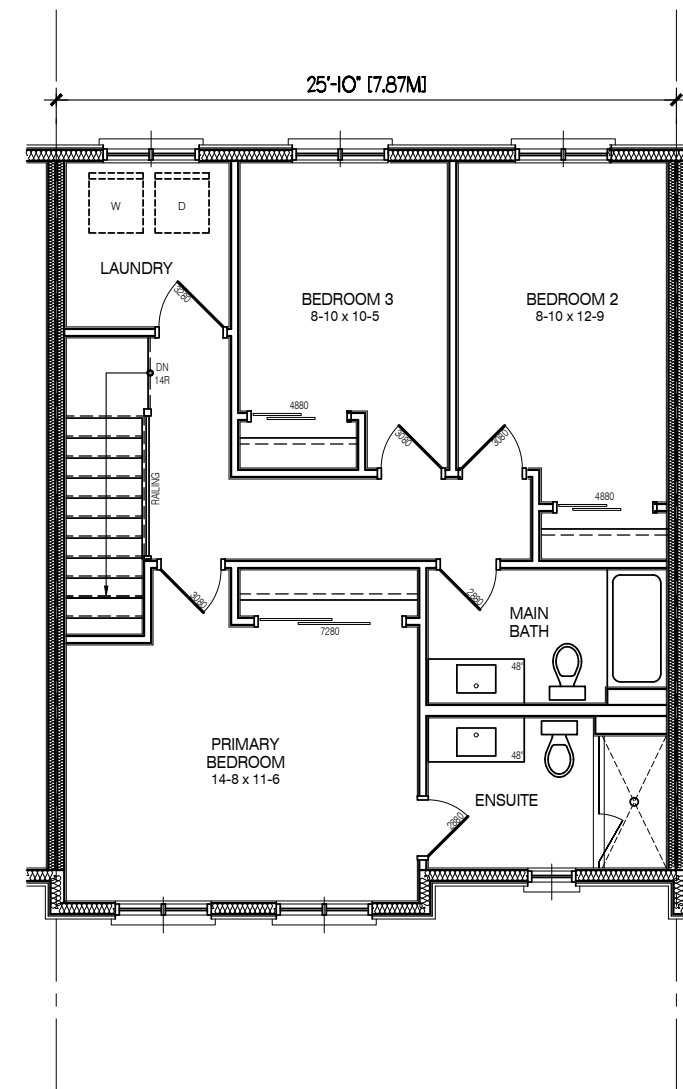 25'-10" [7.87M]
W
D
LAUNDRY
3280
BEDROOM 3
8-10 x 10-5
BEDROOM 2
8-10 x 12-9
DN
14R
4880
3080
3080
RAILING
4880
3080
7280
2880
MAIN
BATH
48"
PRIMARY
BEDROOM
14-8 x 11-6
48"
ENSUITE
2880